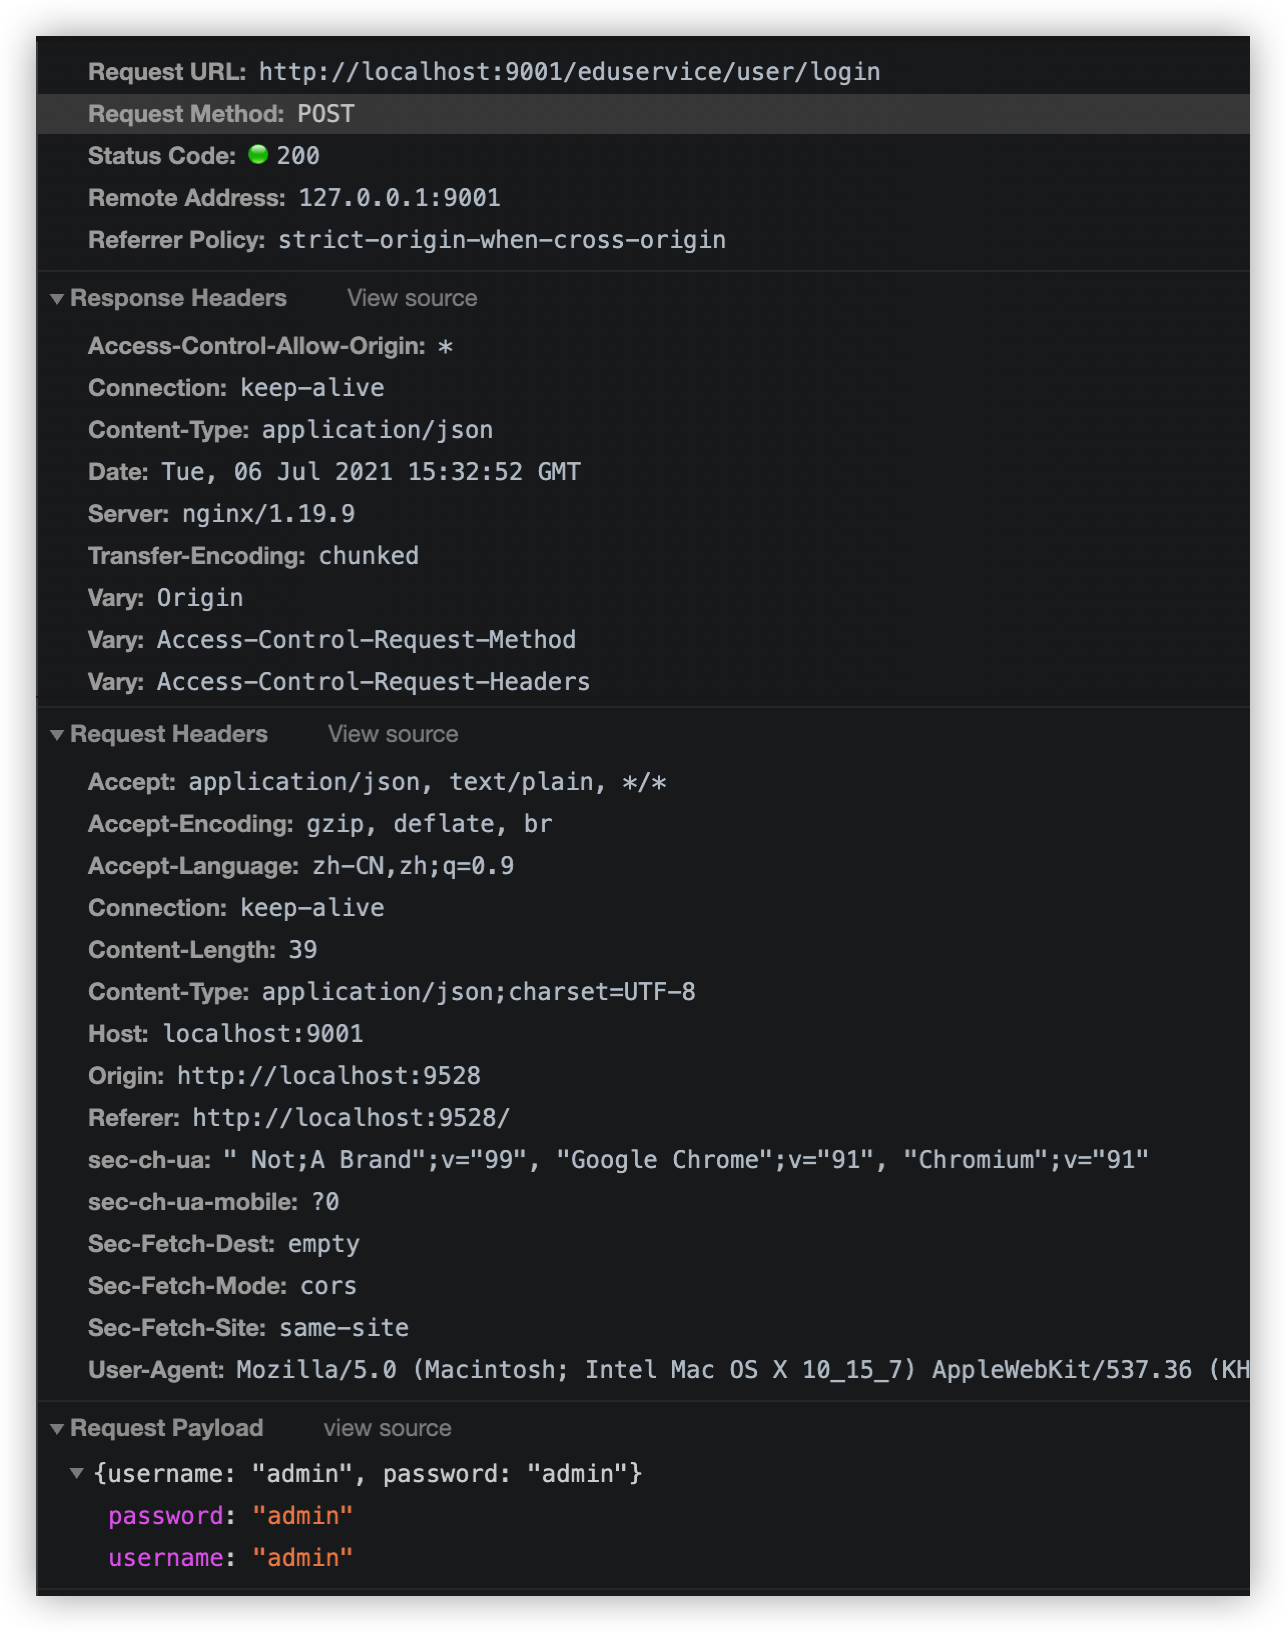 Request URL: http://localhost:9001/eduservice/user/login
Request Method: POST
Status Code: 200
Remote Address: 127.0.0.1:9001
Referrer Policy: strict-origin-when-cross-origin
Response Headers View source
Access-Control-Allow-Origin: *
Connection: keep-alive
Content-Type: application/json
Date: Tue, 06 Jul 2021 15:32:52 GMT
Server: nginx/1.19.9
Transfer-Encoding: chunked
Vary: Origin
Vary: Access-Control-Request-Method
Vary: Access-Control-Request-Headers
Request Headers View source
Accept: application/json, text/plain, */*
Accept-Encoding: gzip, deflate, br
Accept-Language: zh-CN,zh;q=0.9
Connection: keep-alive
Content-Length: 39
Content-Type: application/json;charset=UTF-8
Host: localhost:9001
Origin: http://localhost:9528
Referer: http://localhost:9528/
sec-ch-ua: " Not;A Brand";v="99", "Google Chrome";v="91", "Chromium";v="91"
sec-ch-ua-mobile: ?0
Sec-Fetch-Dest: empty
Sec-Fetch-Mode: cors
Sec-Fetch-Site: same-site
User-Agent: Mozilla/5.0 (Macintosh; Intel Mac OS X 10_15_7) AppleWebKit/537.36 (KH
Request Payload view source
{username: "admin", password: "admin"}
password: "admin"
username: "admin"